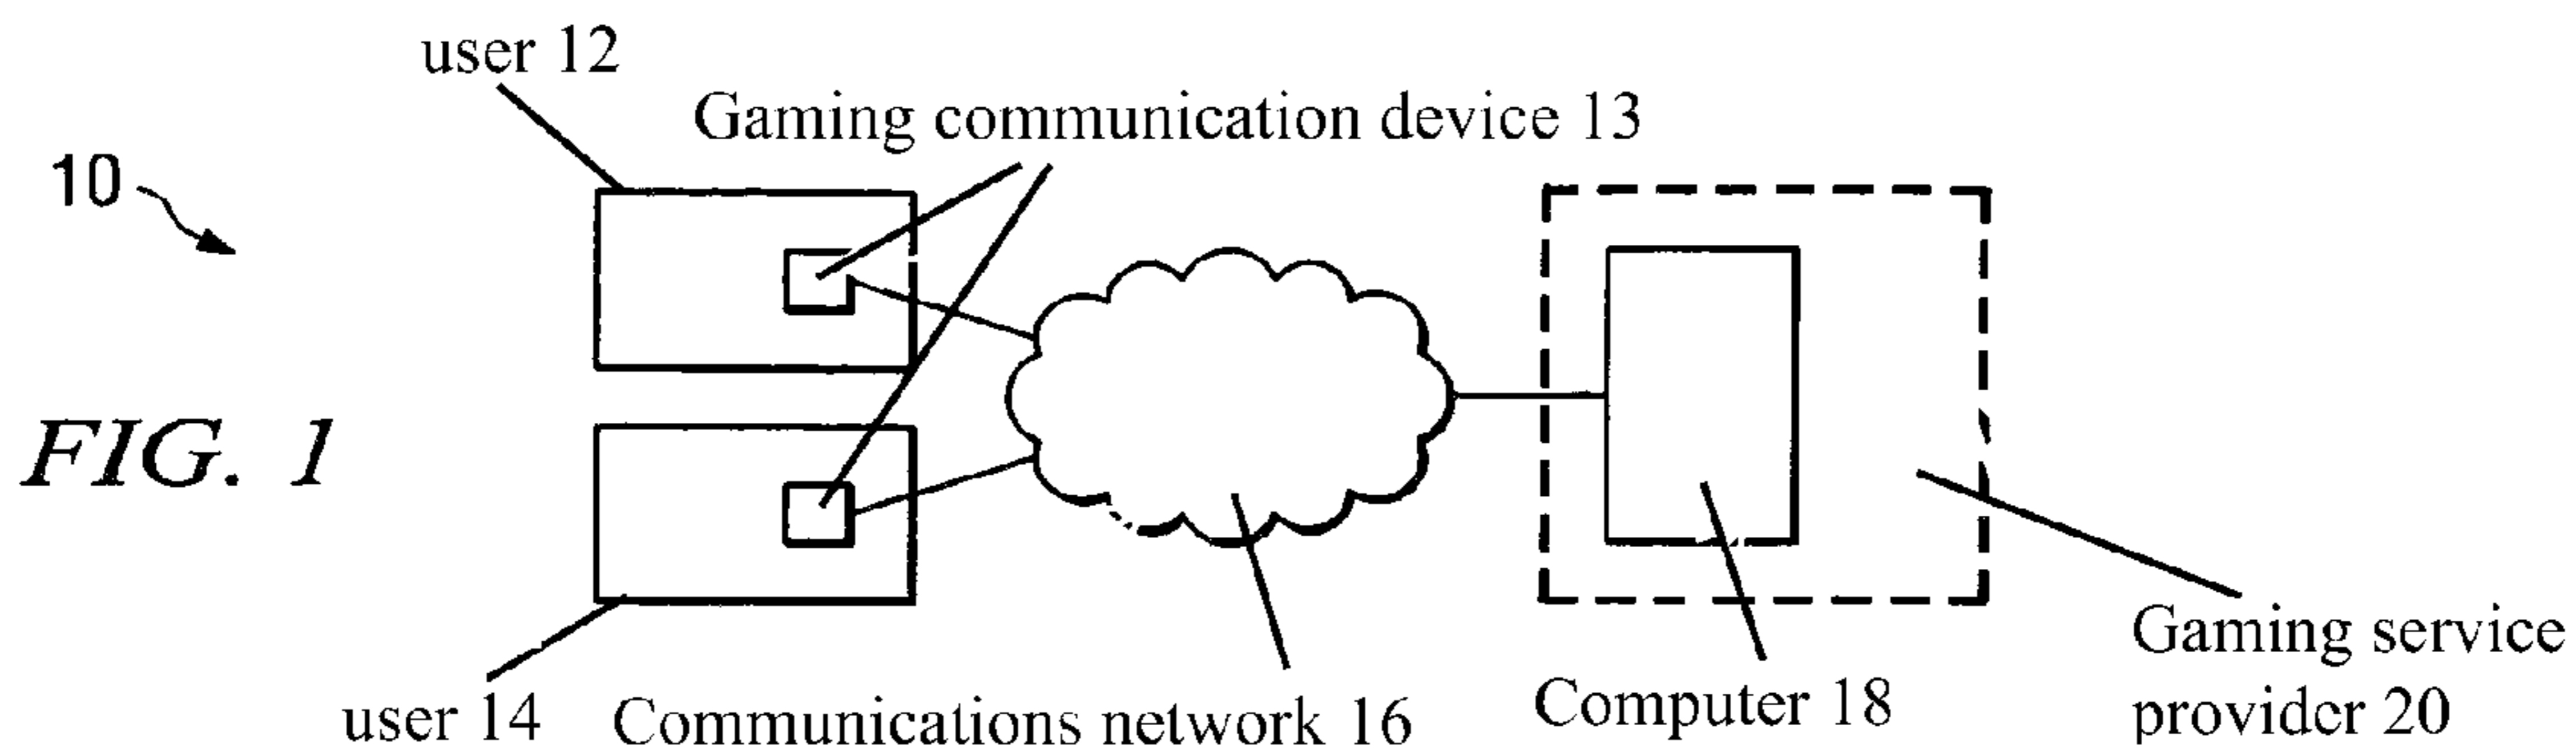 user 12
Gaming communication device 13
10
FIG. 1
user 14
Communications network 16
Computer 18
Gaming service
provider 20